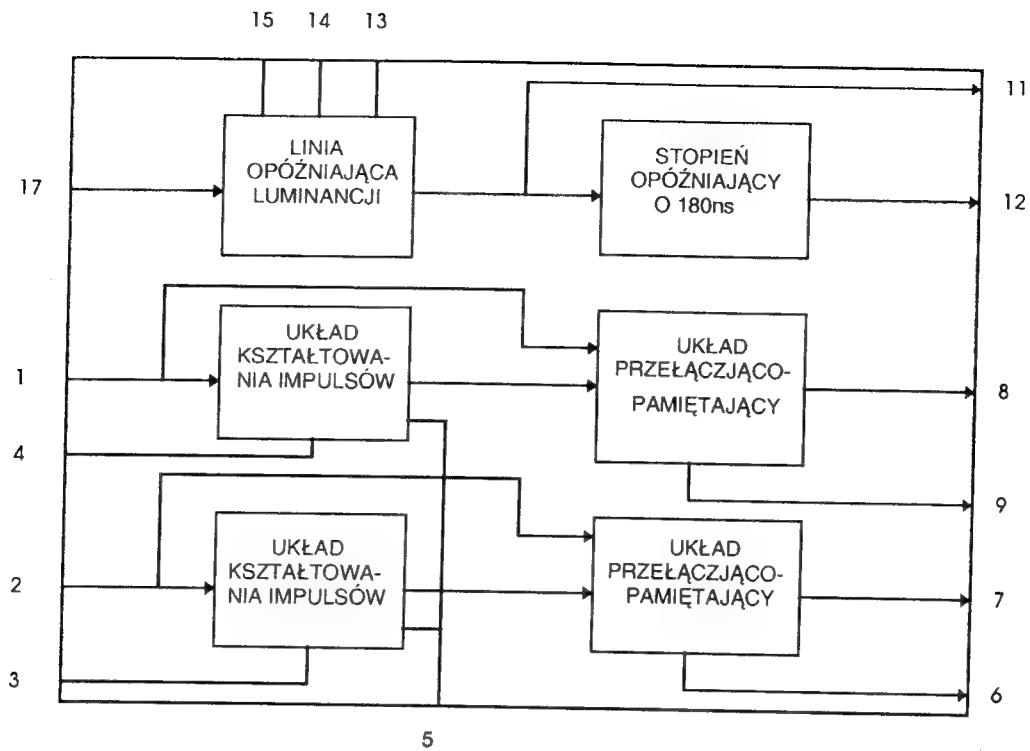 15 14 13
11
LINIA
OPÓŹNIAJĄCA
LUMINANCJI
STOPIEŃ
OPÓŹNIAJĄCY
O 180ns
17
12
UKŁAD
KSZTAŁTOWA-
NIA IMPULSÓW
UKŁAD
PRZEŁĄCZJĄCO-
PAMIĘTAJĄCY
1
8
4
9
UKŁAD
KSZTAŁTOWA-
NIA IMPULSÓW
UKŁAD
PRZEŁĄCZJĄCO-
PAMIĘTAJĄCY
2
7
3
6
5